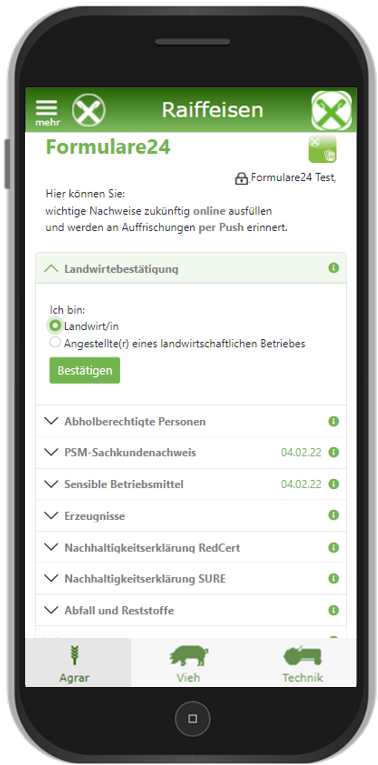 mehr
Raiffeisen
Formulare24
Formulare24 Test,
Hier können Sie:
wichtige Nachweise zukünftig online ausfüllen
und werden an Auffrischungen per Push erinnert.
Landwirtebestätigung
Ich bin:
Landwirt/in
Angestellte(r) eines landwirtschaftlichen Betriebes
Bestätigen
Abholberechtigte Personen
PSM-Sachkundenachweis 04.02.22
Sensible Betriebsmittel 04.02.22
Erzeugnisse
Nachhaltigkeitserklärung RedCert
Nachhaltigkeitserklärung SURE
Abfall und Reststoffe
Agrar Vieh Technik